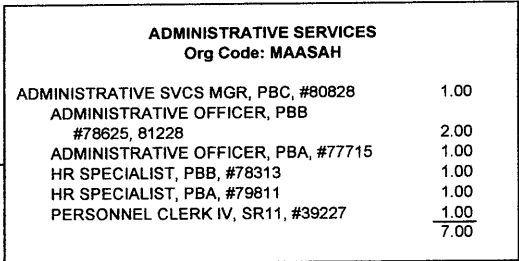 ADMINISTRATIVE SERVICES
Org Code: MAASAH
ADMINISTRATIVE SVCS MGR, PBC, #80828 1.00
ADMINISTRATIVE OFFICER, PBB
#78625, 81228 2.00
ADMINISTRATIVE OFFICER, PBA, #77715 1.00
HR SPECIALIST, PBB, #78313 1.00
HR SPECIALIST, PBA, #79811 1.00
PERSONNEL CLERK IV, SR11, #39227 1.00
7.00